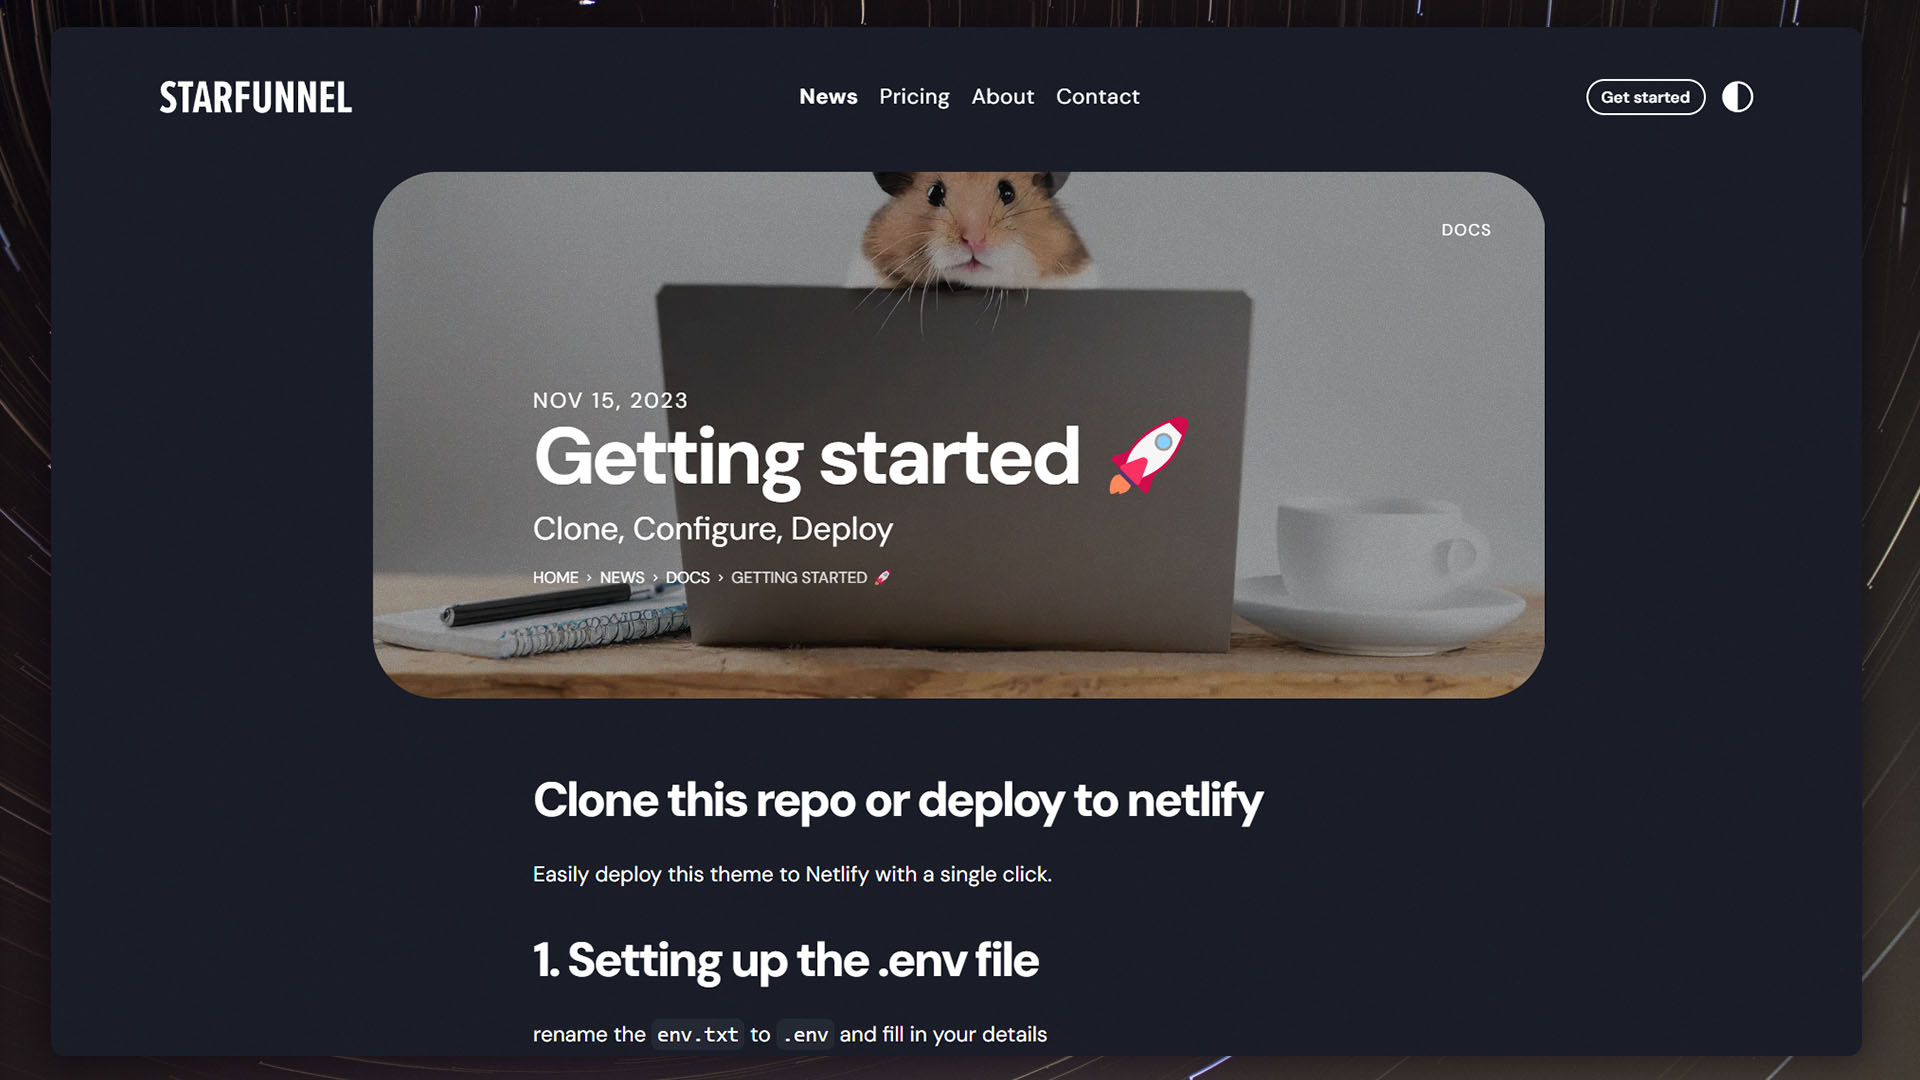 STARFUNNEL
News Pricing About Contact
Get started
DOCS
NOV 15, 2023
Getting started 🚀
Clone, Configure, Deploy
HOME › NEWS › DOCS › GETTING STARTED 🚀
Clone this repo or deploy to netlify
Easily deploy this theme to Netlify with a single click.
1. Setting up the .env file
rename the env.txt to .env and fill in your details